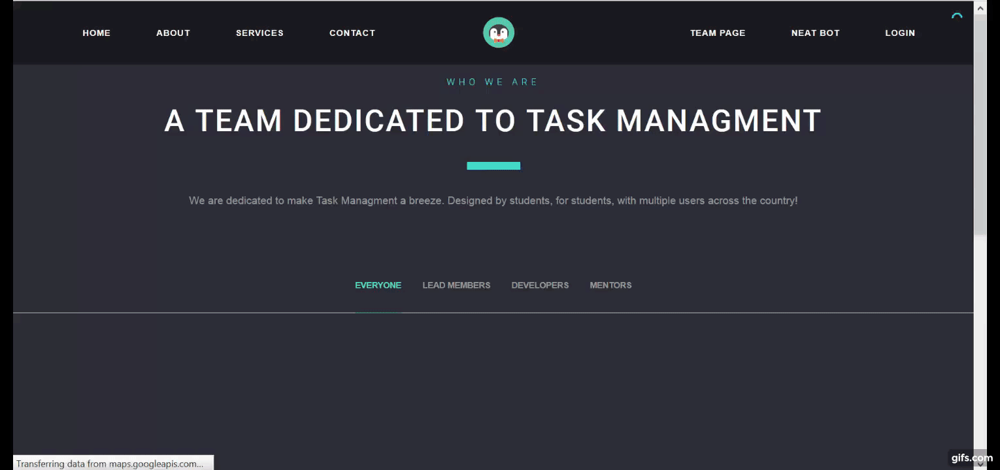 HOME ABOUT SERVICES CONTACT TEAM PAGE NEAT BOT LOGIN
WHO WE ARE
A TEAM DEDICATED TO TASK MANAGMENT
We are dedicated to make Task Managment a breeze. Designed by students, for students, with multiple users across the country!
EVERYONE LEAD MEMBERS DEVELOPERS MENTORS
Transferring data from maps.googleapis.com...
gifs.com